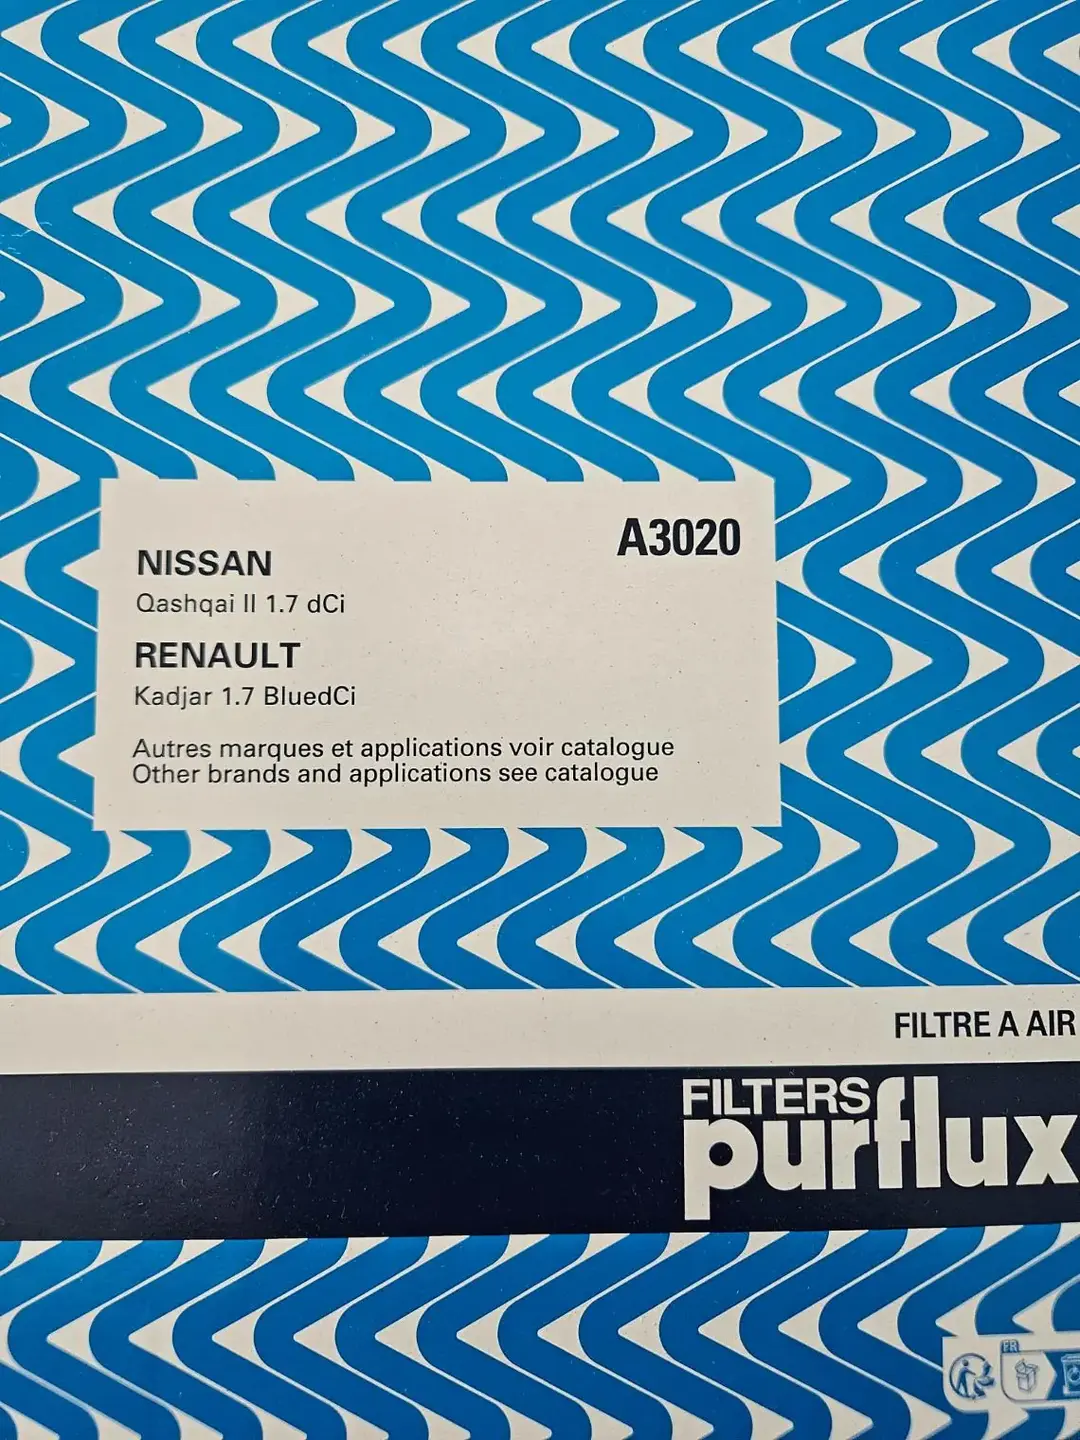 A3020
NISSAN
Qashqai II 1.7 dCi
RENAULT
Kadjar 1.7 BluedCi
Autres marques et applications voir catalogue
Other brands and applications see catalogue
FILTRE A AIR
FILTERS
purflux
FR